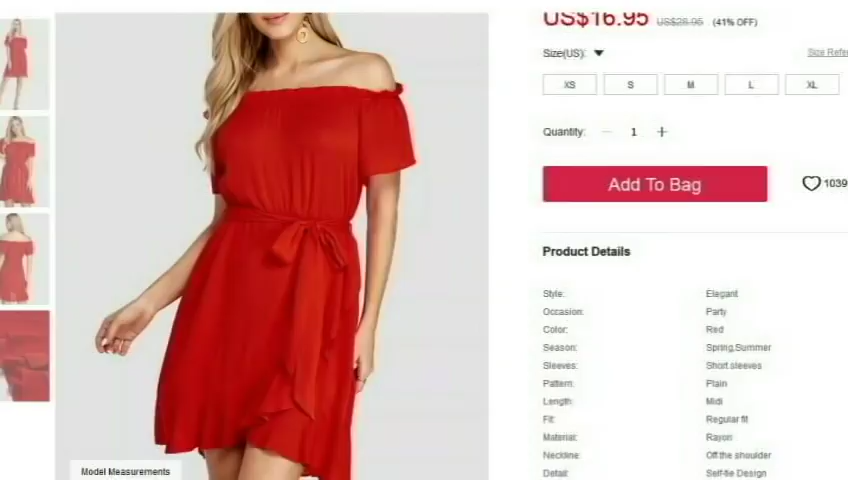 US$16.95 US$28.95 (41% OFF)
Size(US): Size Refer
XS S M L XL
Quantity: 1 +
Add To Bag
1039
Product Details
Style: Elegant
Occasion: Party
Color: Red
Season: Spring,Summer
Sleeves: Short sleeves
Pattern: Plain
Length: Midi
Fit: Regular fit
Material: Rayon
Neckline: Off the shoulder
Detail: Self-tie Design
Model Measurements